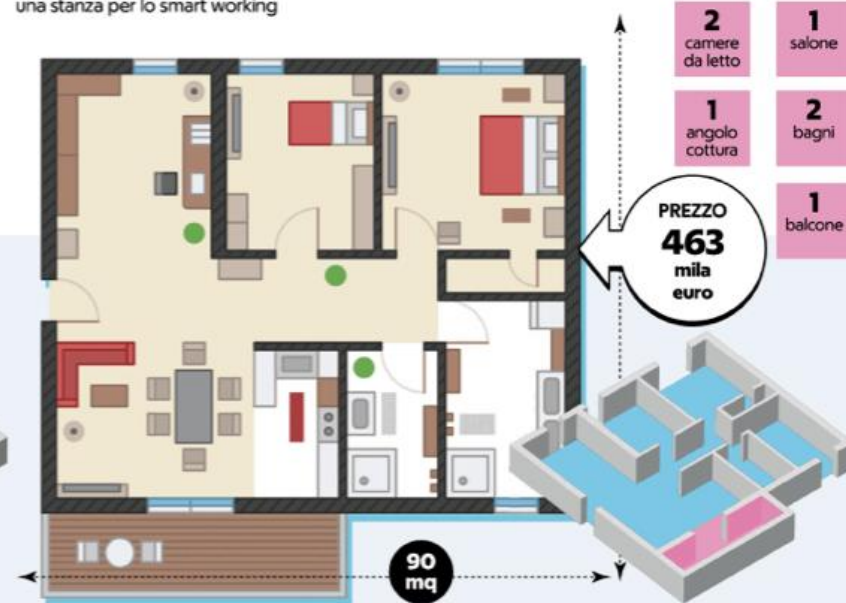 una stanza per lo smart working
2
camere
da letto
1
salone
1
angolo
cottura
2
bagni
1
balcone
PREZZO
463
mila
euro
90
mq